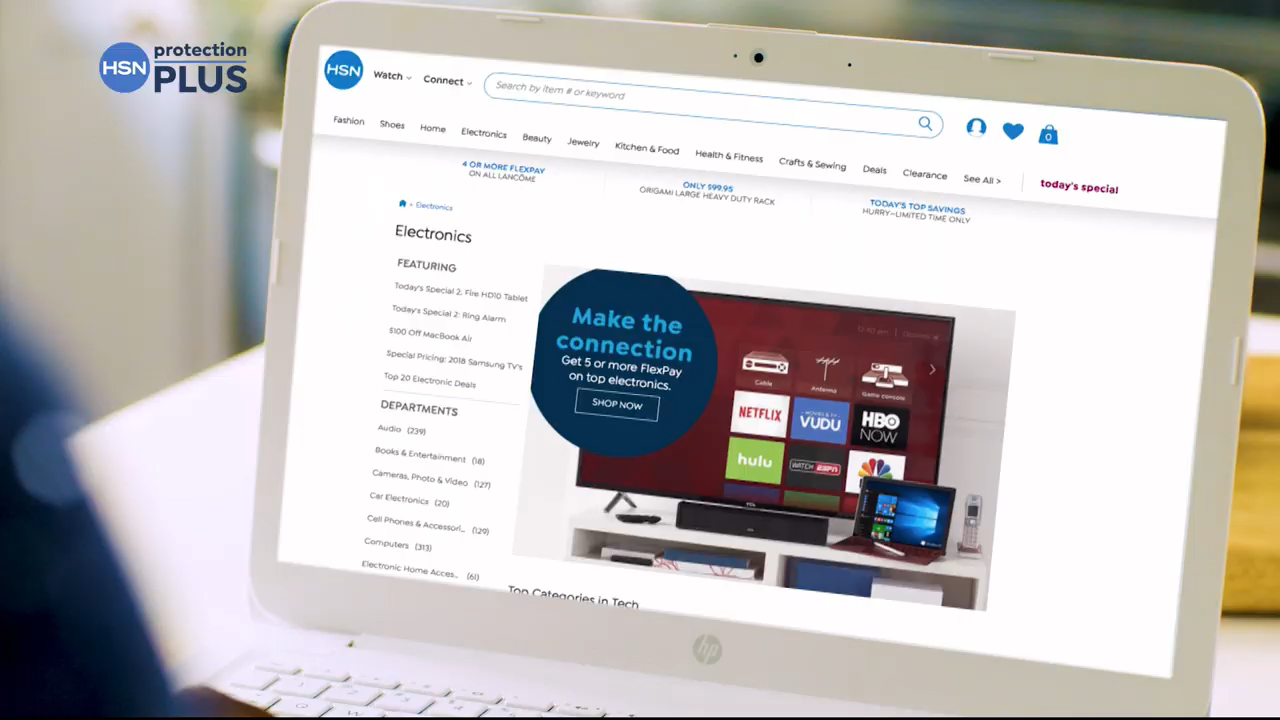 HSN protection PLUS
HSN
Watch
Connect
Search by item # or keyword
0
Fashion
Shoes
Home
Electronics
Beauty
Jewelry
Kitchen & Food
Health & Fitness
Crafts & Sewing
Deals
Clearance
See All >
today's special
4 OR MORE FLEXPAY
ON ALL LANCÔME
ONLY $99.95
ORIGAMI LARGE HEAVY DUTY RACK
TODAY'S TOP SAVINGS
HURRY—LIMITED TIME ONLY
Electronics
Electronics
FEATURING
Today's Special 2: Fire HD10 Tablet
Today's Special 2: Ring Alarm
$100 Off MacBook Air
Special Pricing: 2018 Samsung TV's
Top 20 Electronic Deals
DEPARTMENTS
Audio (239)
Books & Entertainment (18)
Cameras, Photo & Video (127)
Car Electronics (20)
Cell Phones & Accessori... (129)
Computers (313)
Electronic Home Acces... (61)
Make the
connection
Get 5 or more FlexPay
on top electronics.
SHOP NOW
Cable
Antenna
Game console
NETFLIX
MOVIES & TV
VUDU
HBO
NOW
hulu
WATCH ESPN
TCL
Top Categories in Tech
hp